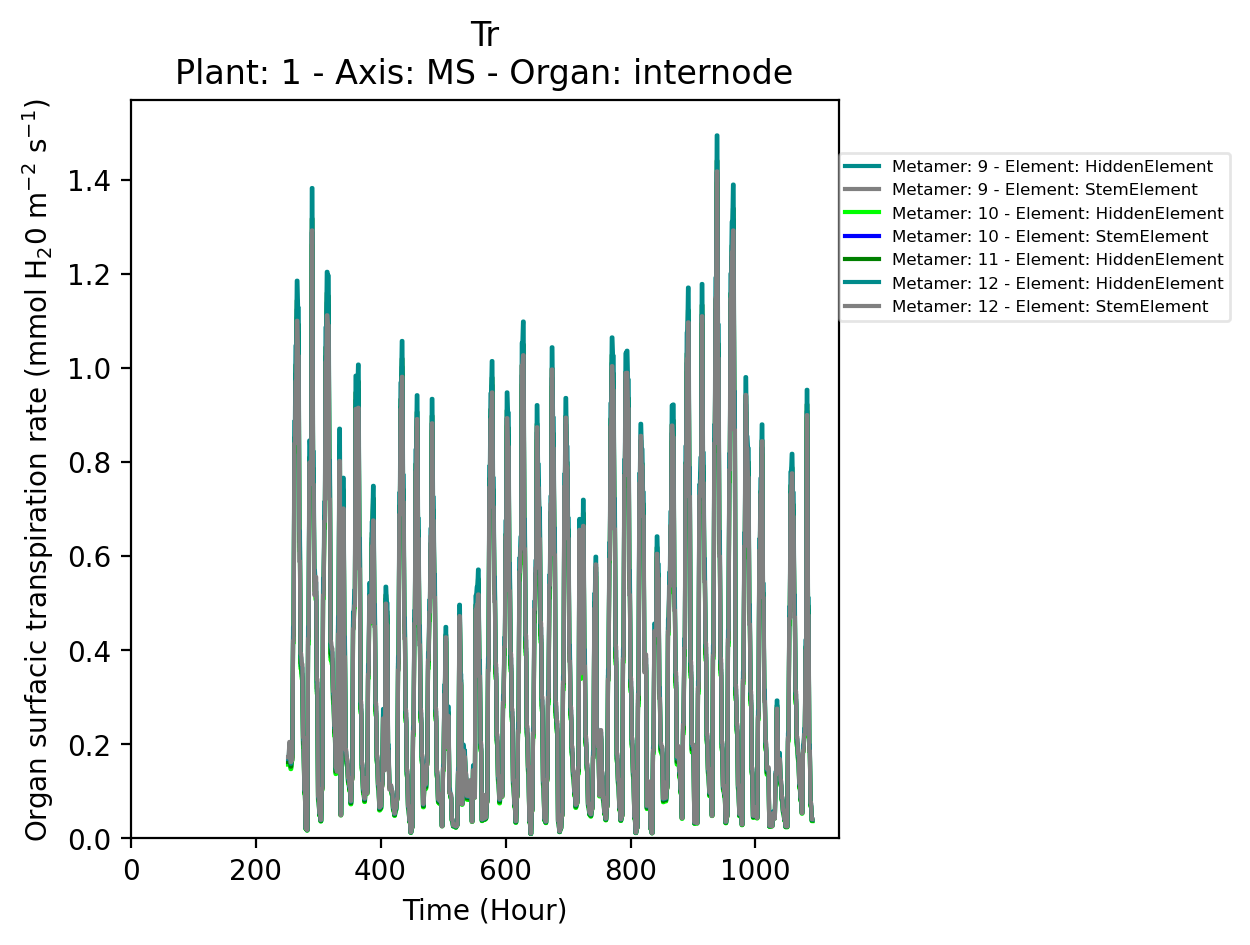 Tr
Plant: 1 - Axis: MS - Organ: internode
Organ surfacic transpiration rate (mmol H₂0 m⁻² s⁻¹)
1.4
1.2
1.0
0.8
0.6
0.4
0.2
0.0
0 200 400 600 800 1000
Time (Hour)
Metamer: 9 - Element: HiddenElement
Metamer: 9 - Element: StemElement
Metamer: 10 - Element: HiddenElement
Metamer: 10 - Element: StemElement
Metamer: 11 - Element: HiddenElement
Metamer: 12 - Element: HiddenElement
Metamer: 12 - Element: StemElement